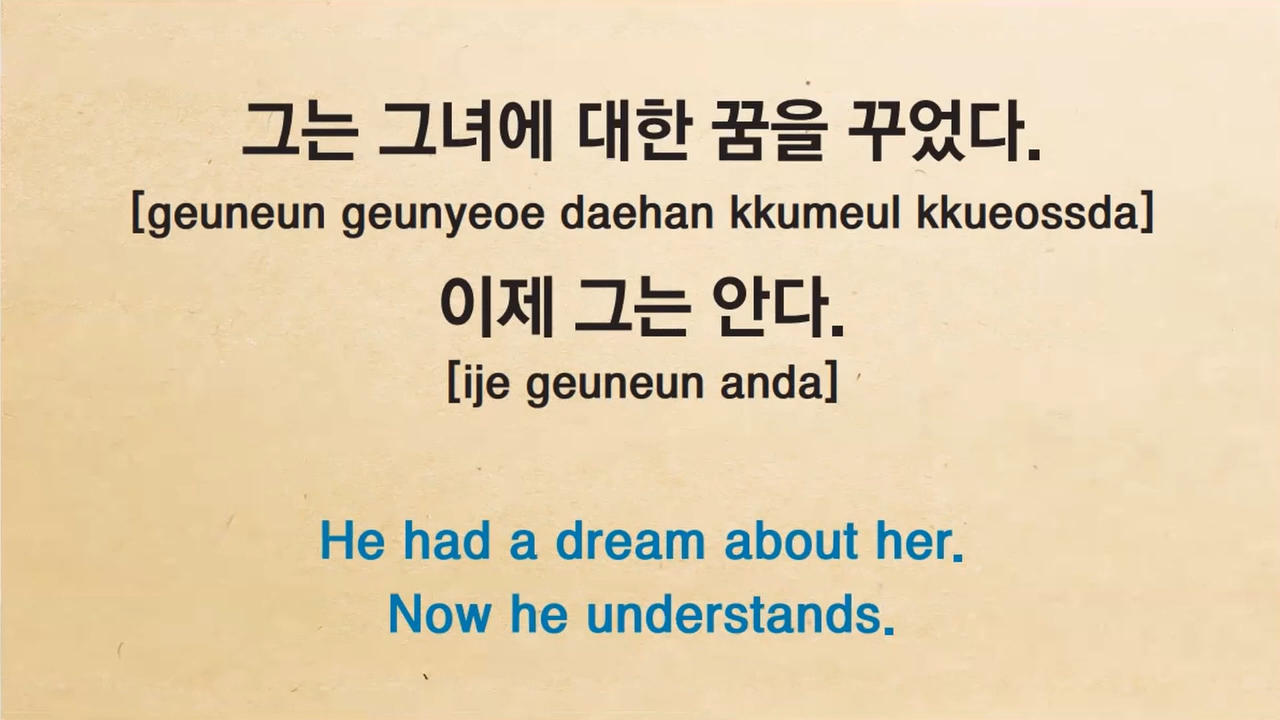 그는 그녀에 대한 꿈을 꾸었다.
[geuneun geunyeoe daehan kkumeul kkueossda]
이제 그는 안다.
[ije geuneun anda]
He had a dream about her.
Now he understands.